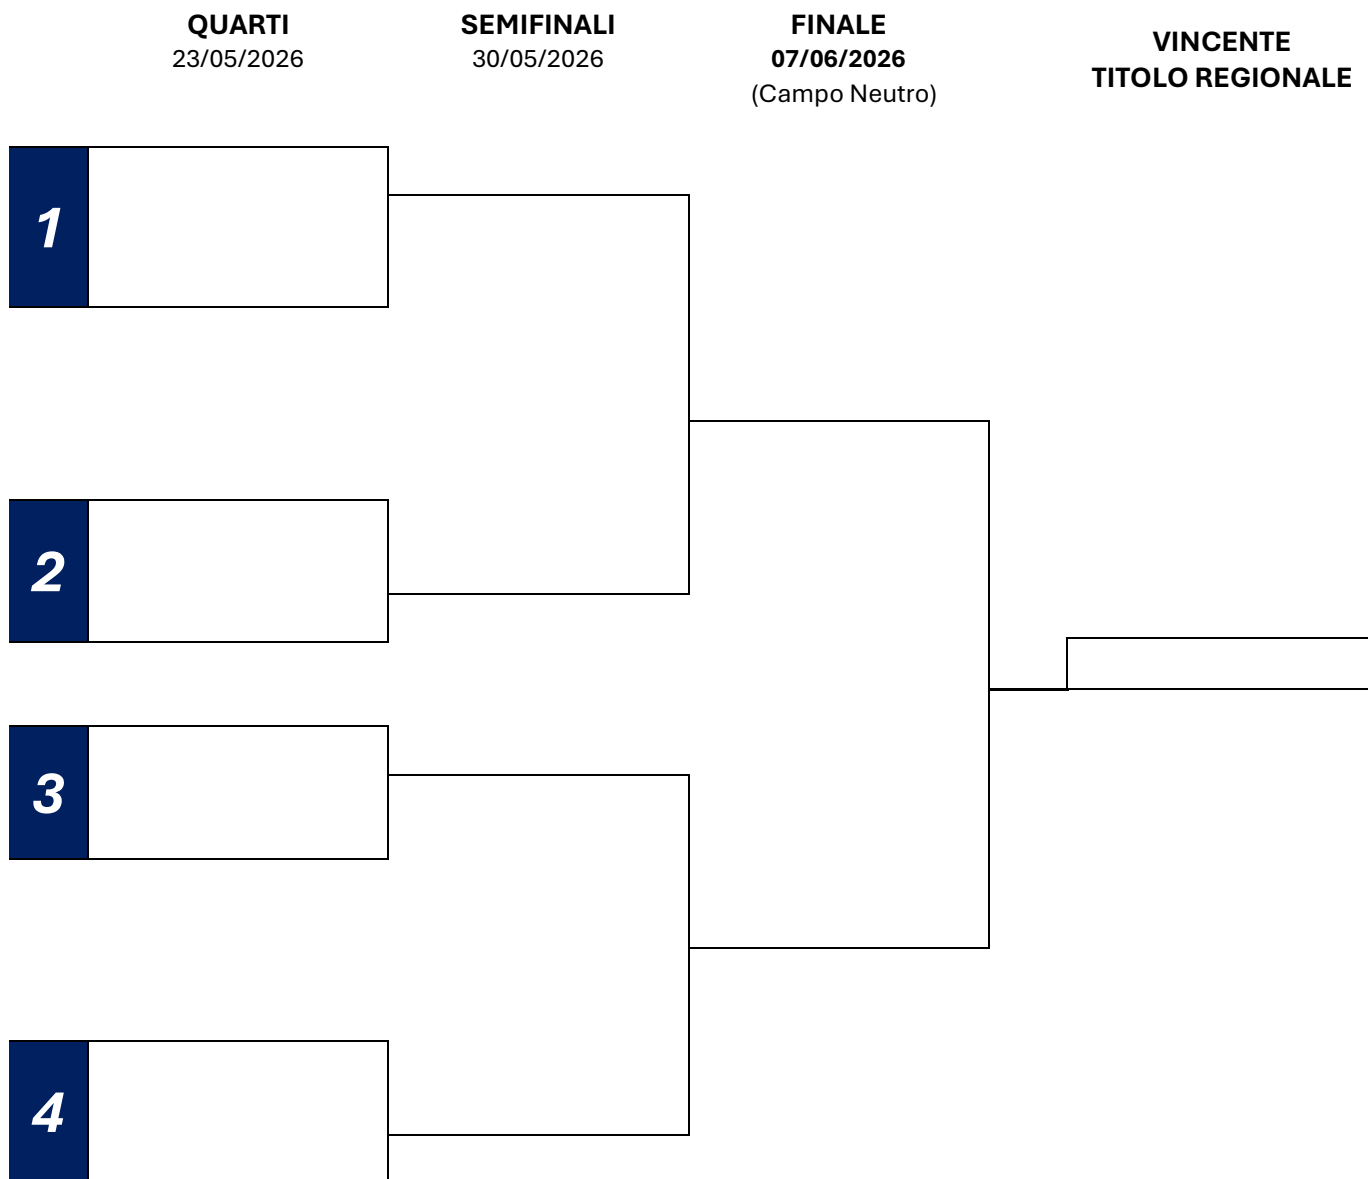 QUARTI
23/05/2026
SEMIFINALI
30/05/2026
FINALE
07/06/2026
(Campo Neutro)
VINCENTE
TITOLO REGIONALE
1
2
3
4